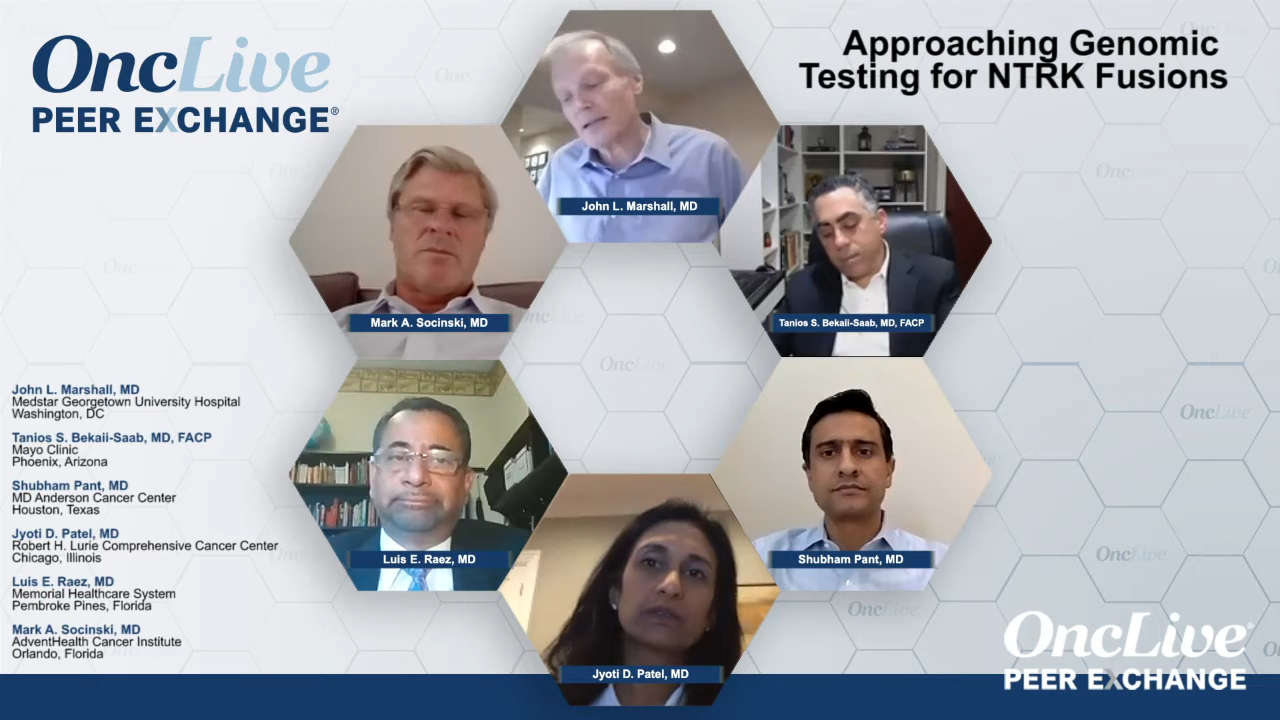 OncLive
PEER EXCHANGE®
Approaching Genomic
Testing for NTRK Fusions
John L. Marshall, MD
Mark A. Socinski, MD
Tanios S. Bekaii-Saab, MD, FACP
Luis E. Raez, MD
Shubham Pant, MD
Jyoti D. Patel, MD
John L. Marshall, MD
Medstar Georgetown University Hospital
Washington, DC
Tanios S. Bekaii-Saab, MD, FACP
Mayo Clinic
Phoenix, Arizona
Shubham Pant, MD
MD Anderson Cancer Center
Houston, Texas
Jyoti D. Patel, MD
Robert H. Lurie Comprehensive Cancer Center
Chicago, Illinois
Luis E. Raez, MD
Memorial Healthcare System
Pembroke Pines, Florida
Mark A. Socinski, MD
AdventHealth Cancer Institute
Orlando, Florida
OncLive®
PEER EXCHANGE